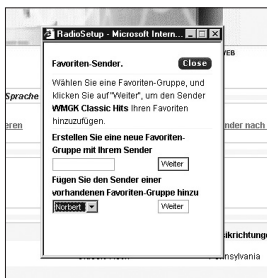 RadioSetup - Microsoft Intern...
Favoriten-Sender.
Close
Wählen Sie eine Favoriten-Gruppe, und
klicken Sie auf "Weiter", um den Sender
WMGK Classic Hits Ihren Favoriten
hinzuzufügen.
Sprache
Erstellen Sie eine neue Favoriten-
Gruppe mit Ihrem Sender
nder nach
Weiter
Fügen Sie den Sender einer
vorhandenen Favoriten-Gruppe hinzu
Norbert
Weiter
ikrichtung